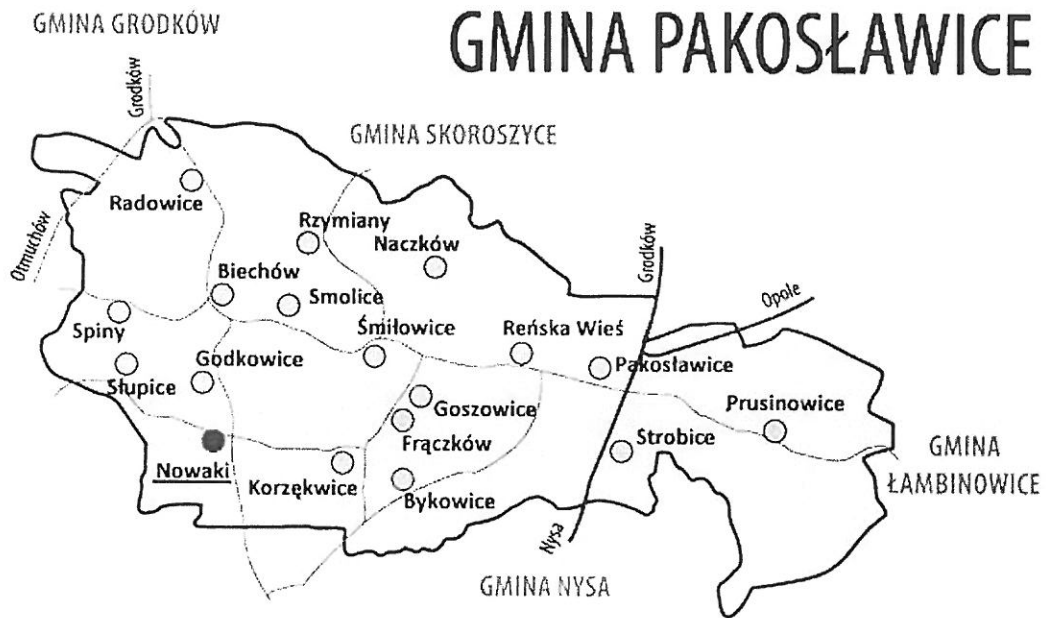 GMINA GRODKÓW
GMINA PAKOSŁAWICE
Grodków
GMINA SKOROSZYCE
Radowice
Otmuchów
Rzymiany
Naczków
Grodków
Biechów
Smolice
Opole
Spiny
Śmiłowice
Reńska Wieś
Godkowice
Pakosławice
Słupice
Goszowice
Prusinowice
Frączków
Strobice
Nowaki
Korzękwice
Bykowice
GMINA
ŁAMBINOWICE
Nysa
GMINA NYSA